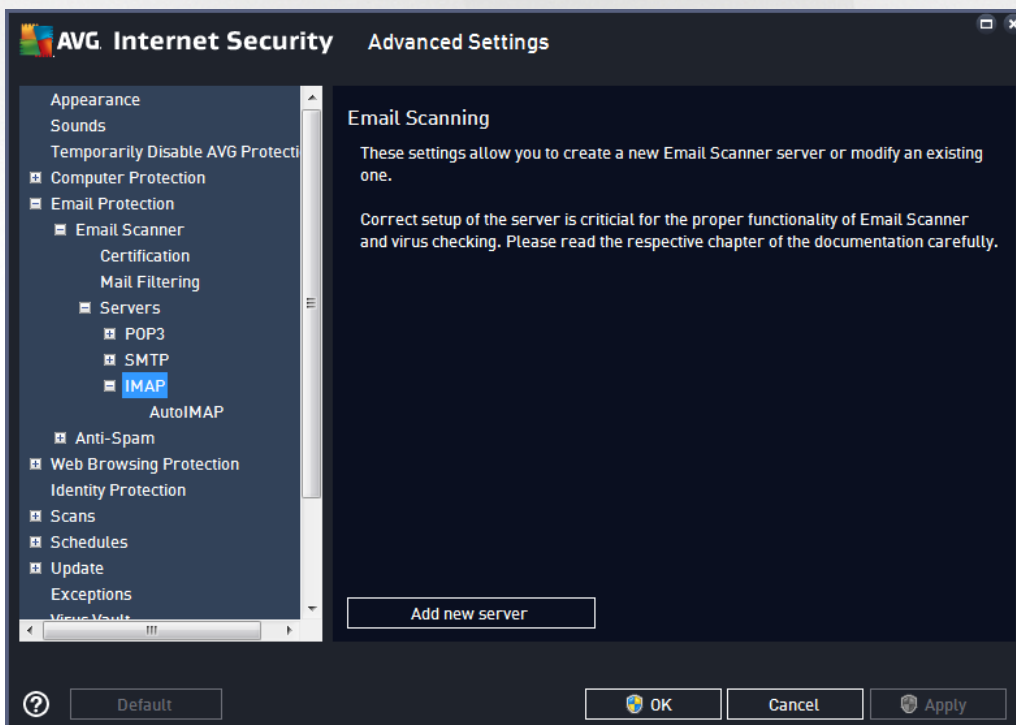 AVG. Internet Security Advanced Settings
Appearance
Sounds
Temporarily Disable AVG Protecti
Computer Protection
Email Protection
Email Scanner
Certification
Mail Filtering
Servers
POP3
SMTP
IMAP
AutoIMAP
Anti-Spam
Web Browsing Protection
Identity Protection
Scans
Schedules
Update
Exceptions
Virus Vault
Email Scanning
These settings allow you to create a new Email Scanner server or modify an existing
one.
Correct setup of the server is criticial for the proper functionality of Email Scanner
and virus checking. Please read the respective chapter of the documentation carefully.
Add new server
? Default OK Cancel Apply